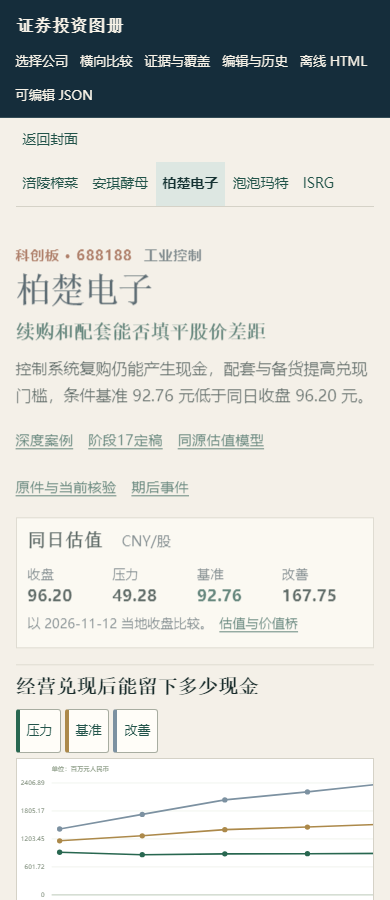 证券投资图册
选择公司 横向比较 证据与覆盖 编辑与历史 离线 HTML
可编辑 JSON
返回封面
涪陵榨菜 安琪酵母 柏楚电子 泡泡玛特 ISRG
科创板 • 688188 工业控制
柏楚电子
续购和配套能否填平股价差距
控制系统复购仍能产生现金，配套与备货提高兑现
门槛，条件基准 92.76 元低于同日收盘 96.20 元。
深度案例 阶段17定稿 同源估值模型
原件与当前核验 期后事件
同日估值 CNY/股
收盘 压力 基准 改善
96.20 49.28 92.76 167.75
以 2026-11-12 当地收盘比较。 估值与价值桥
经营兑现后能留下多少现金
压力 基准 改善
单位：百万元人民币
2406.89
1805.17
1203.45
601.72
0